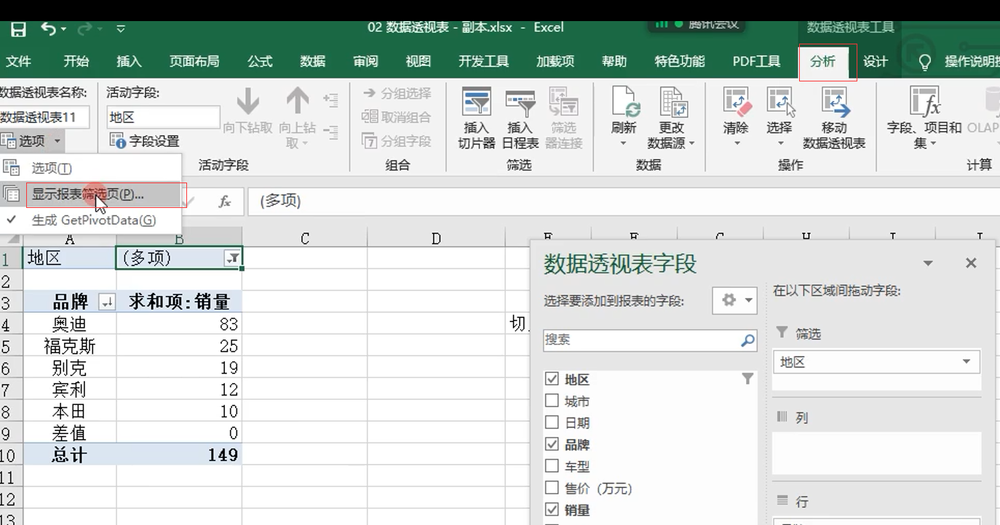 02 数据透视表 - 副本.xlsx - Excel
腾讯会议
数据透视表工具
文件 开始 插入 页面布局 公式 数据 审阅 视图 开发工具 加载项 帮助 特色功能 PDF工具 分析 设计 操作说明
数据透视表名称:
数据透视表11
选项
活动字段:
地区
字段设置
向下钻取
向上钻取
活动字段
分组选择
取消组合
分组字段
组合
插入切片器
插入日程表
筛选器连接
筛选
刷新
更改数据源
数据
清除
选择
移动数据透视表
操作
字段、项目和集
OLAP
计算
选项(T)
显示报表筛选页(P)...
生成 GetPivotData(G)
fx
(多项)
A B C D
1 地区 (多项)
2
3 品牌 求和项:销量
4 奥迪 83
切
5 福克斯 25
6 别克 19
7 宾利 12
8 本田 10
9 差值 0
10 总计 149
11
12
13
数据透视表字段
选择要添加到报表的字段:
搜索
地区
城市
日期
品牌
车型
售价 (万元)
销量
在以下区域间拖动字段:
筛选
地区
列
行